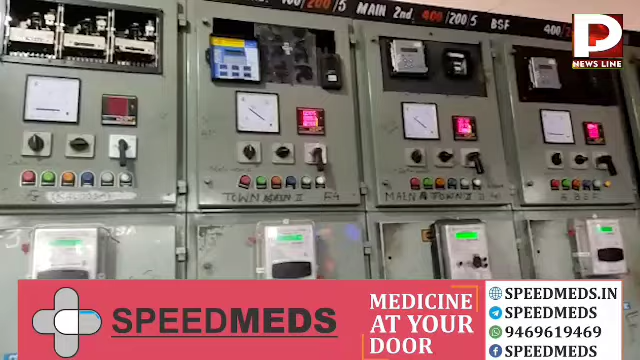 400/200/5 MAIN 2nd. 400/200/5 BSF 400/
D
NEWS LINE
TOWN MAIN II F4
MAIN TOWN II
BSF
SPEEDMEDS
MEDICINE
AT YOUR
DOOR
SPEEDMEDS.IN
SPEEDMEDS
9469619469
SPEEDMEDS